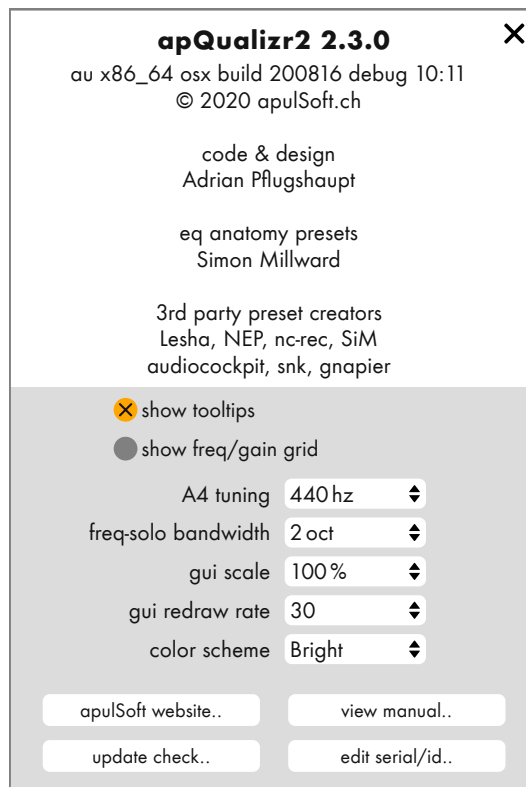 apQualizr2 2.3.0
au x86_64 osx build 200816 debug 10:11
© 2020 apulSoft.ch
code & design
Adrian Pflugshaupt
eq anatomy presets
Simon Millward
3rd party preset creators
Lesha, NEP, nc-rec, SiM
audiocockpit, snk, gnapier
show tooltips
show freq/gain grid
A4 tuning 440 hz
freq-solo bandwidth 2 oct
gui scale 100 %
gui redraw rate 30
color scheme Bright
apulSoft website.. view manual..
update check.. edit serial/id..